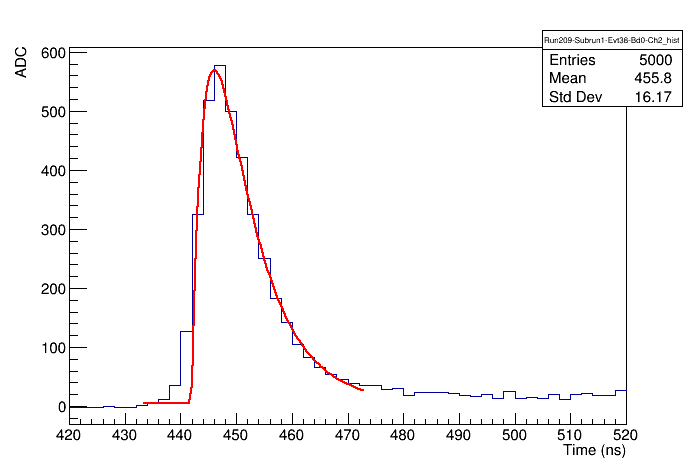 Run209-Subrun1-Evt36-Bd0-Ch2_hist
Entries 5000
Mean 455.8
Std Dev 16.17
ADC
600
500
400
300
200
100
0
420 430 440 450 460 470 480 490 500 510 520
Time (ns)